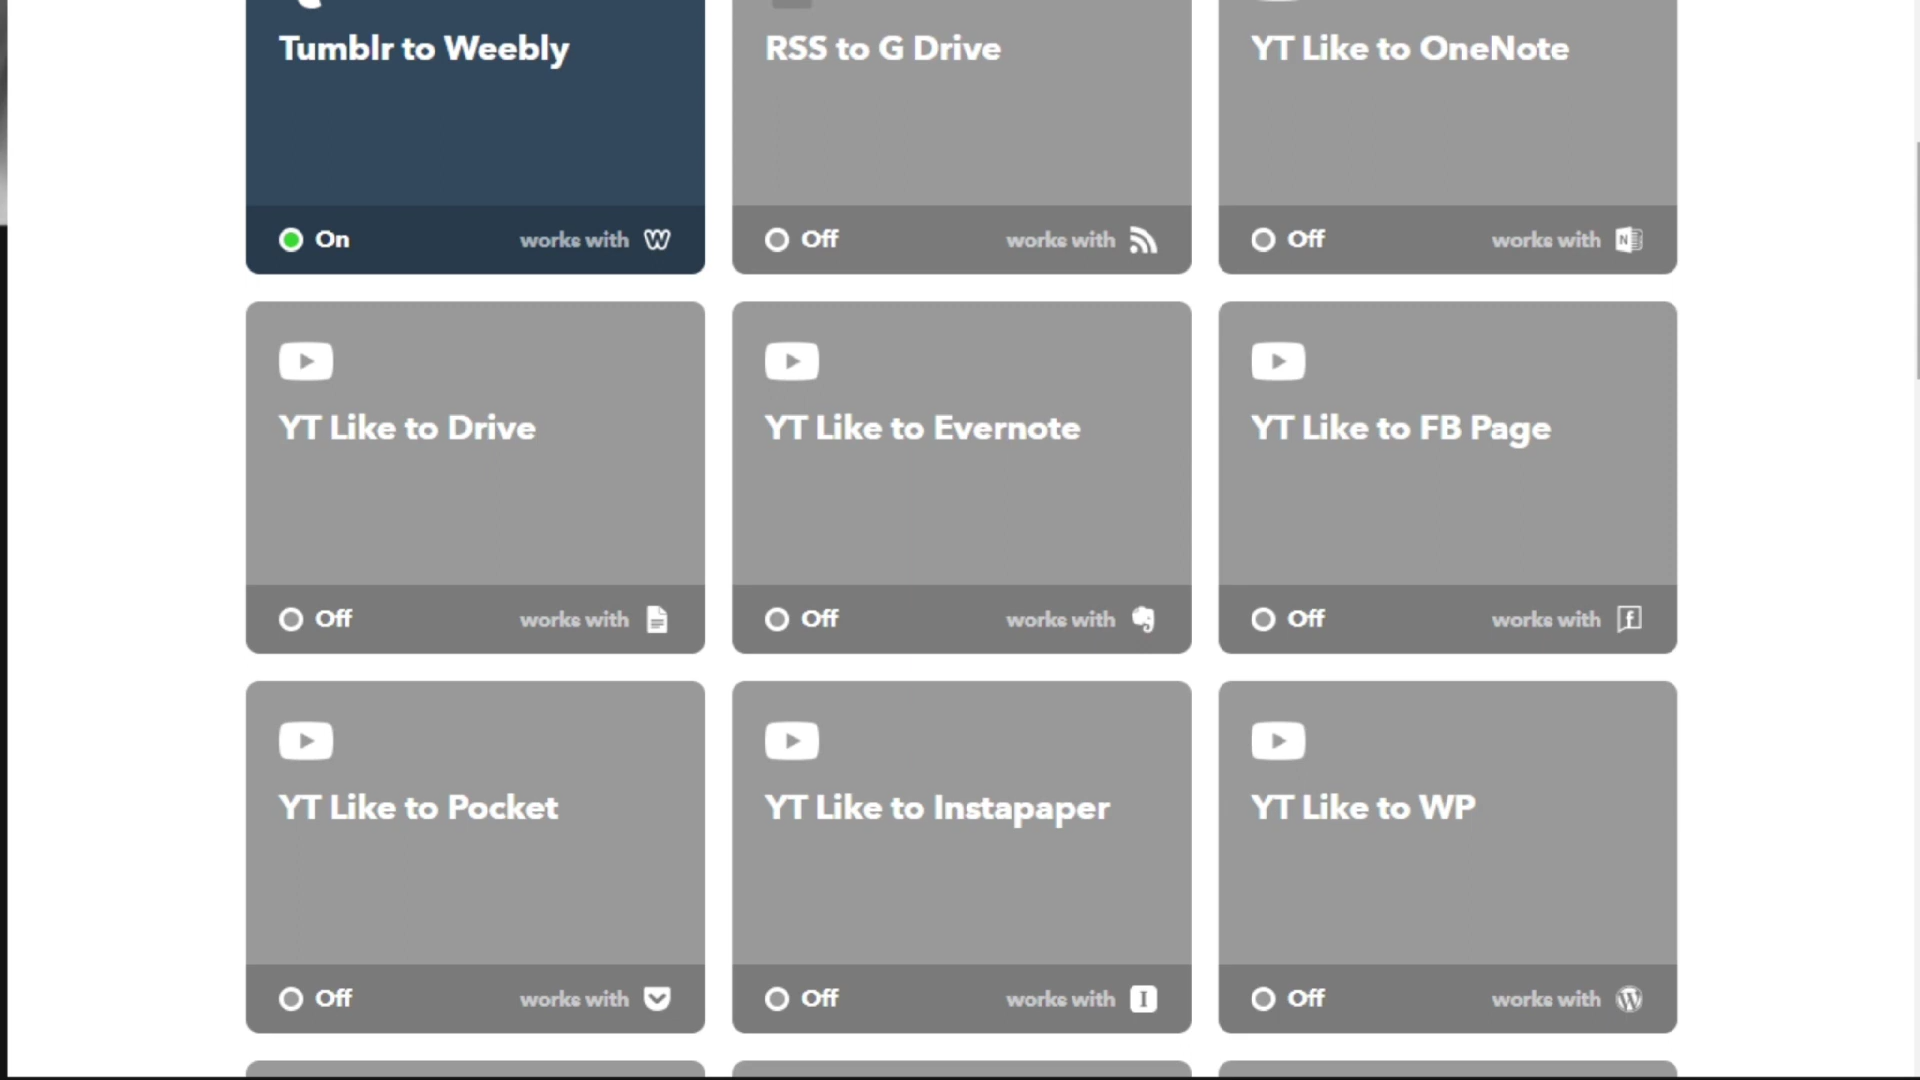 Tumblr to Weebly
RSS to G Drive
YT Like to OneNote
On works with
Off works with
Off works with N
YT Like to Drive
YT Like to Evernote
YT Like to FB Page
Off works with
Off works with
Off works with f
YT Like to Pocket
YT Like to Instapaper
YT Like to WP
Off works with
Off works with I
Off works with W